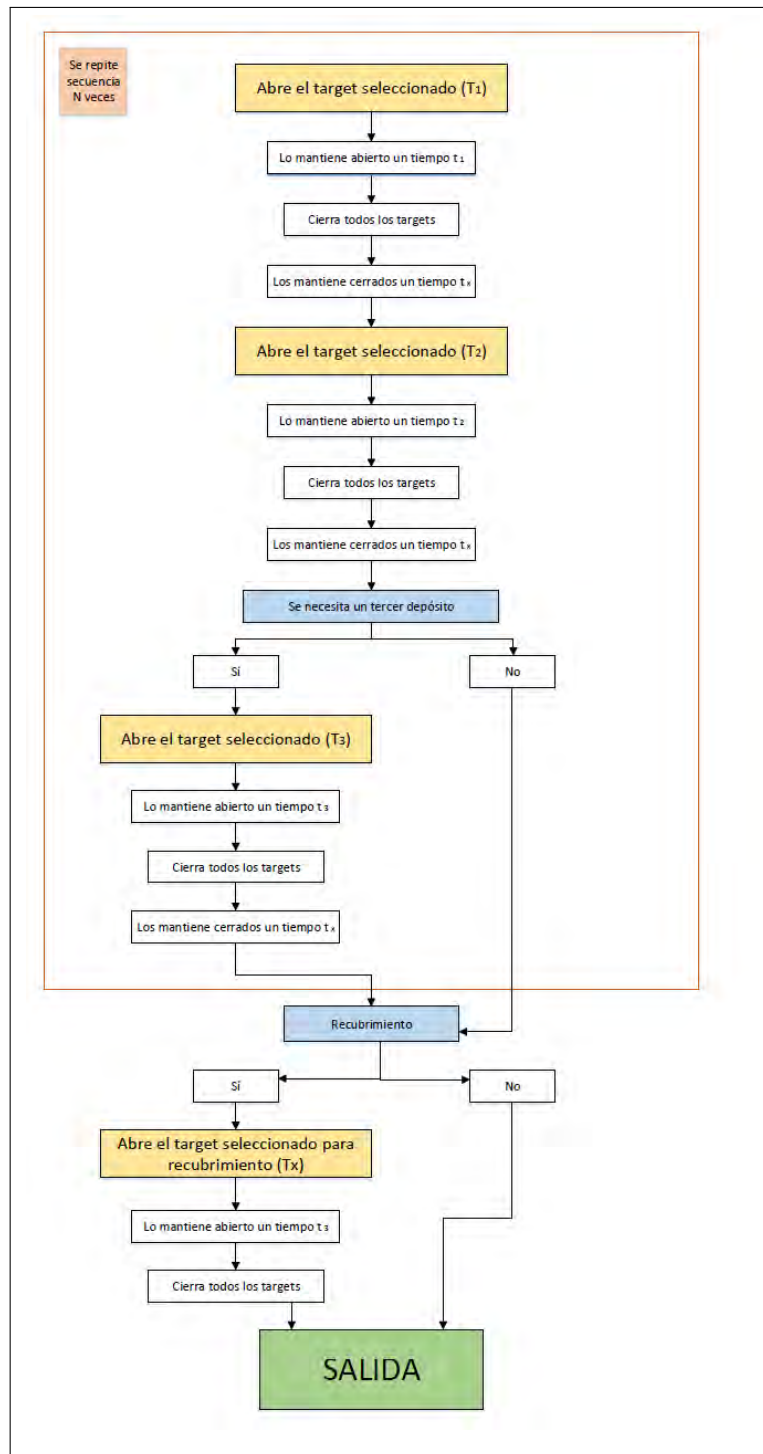 Se repite
secuencia
N veces
Abre el target seleccionado (T₁)
Lo mantiene abierto un tiempo t₁
Cierra todos los targets
Los mantiene cerrados un tiempo tₓ
Abre el target seleccionado (T₂)
Lo mantiene abierto un tiempo t₂
Cierra todos los targets
Los mantiene cerrados un tiempo tₓ
Se necesita un tercer depósito
Sí
No
Abre el target seleccionado (T₃)
Lo mantiene abierto un tiempo t₃
Cierra todos los targets
Los mantiene cerrados un tiempo tₓ
Recubrimiento
Sí
No
Abre el target seleccionado para
recubrimiento (Tx)
Lo mantiene abierto un tiempo t₃
Cierra todos los targets
SALIDA